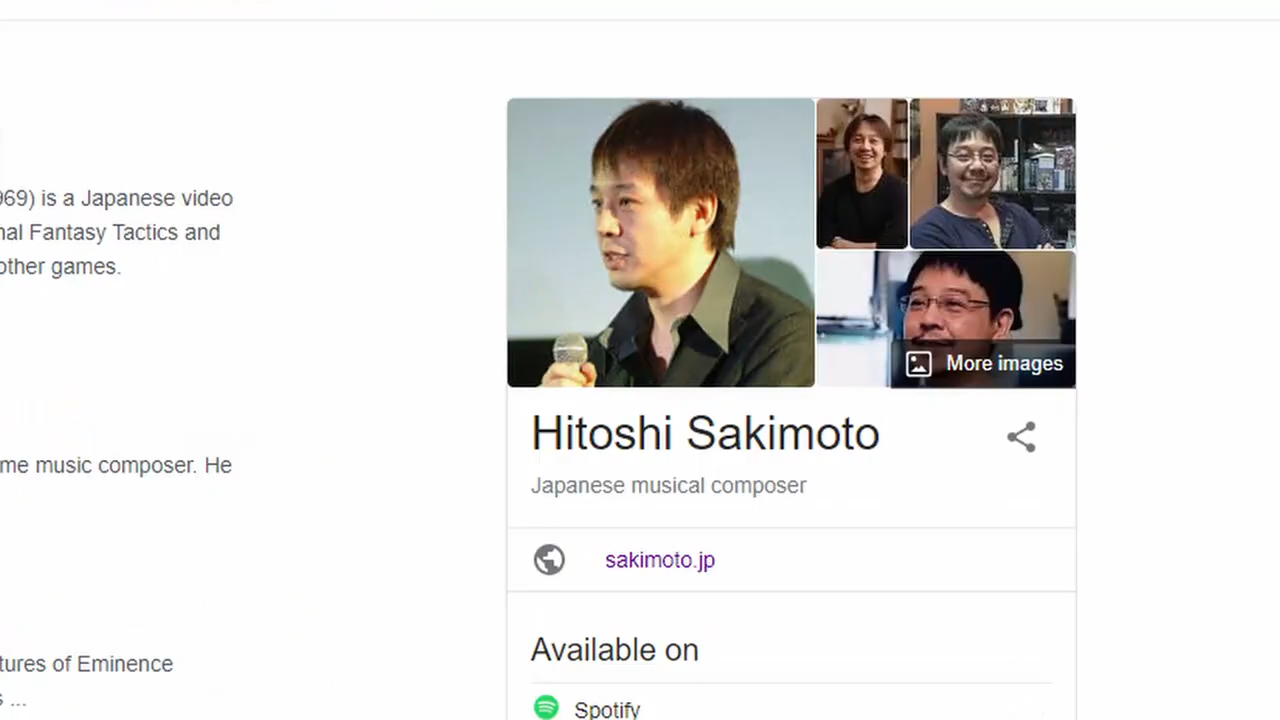 969) is a Japanese video
nal Fantasy Tactics and
other games.
me music composer. He
tures of Eminence
s ...
More images
Hitoshi Sakimoto
Japanese musical composer
sakimoto.jp
Available on
Spotify